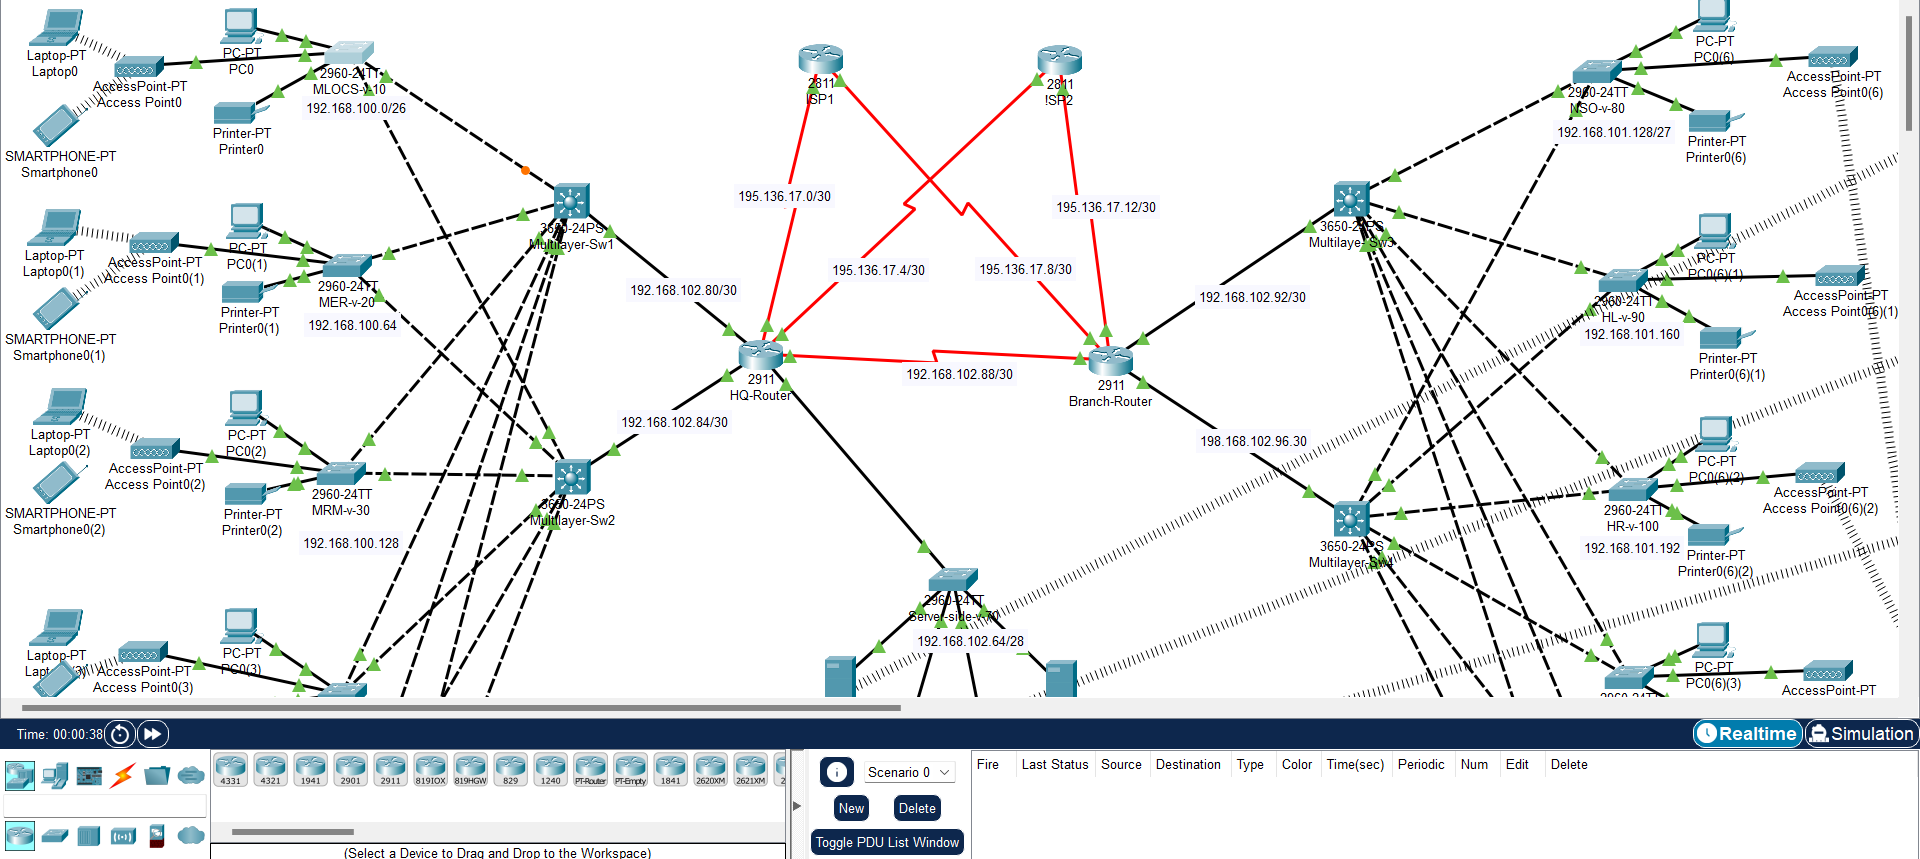 Laptop-PT
Laptop0
AccessPoint-PT
Access Point0
SMARTPHONE-PT
Smartphone0
PC-PT
PC0
Printer-PT
Printer0
2960-24TT
MLOCS-v-10
192.168.100.0/26
Laptop-PT
Laptop0(1)
AccessPoint-PT
Access Point0(1)
SMARTPHONE-PT
Smartphone0(1)
PC-PT
PC0(1)
Printer-PT
Printer0(1)
2960-24TT
MER-v-20
192.168.100.64
Laptop-PT
Laptop0(2)
AccessPoint-PT
Access Point0(2)
SMARTPHONE-PT
Smartphone0(2)
PC-PT
PC0(2)
Printer-PT
Printer0(2)
2960-24TT
MRM-v-30
192.168.100.128
Laptop-PT
AccessPoint-PT
Access Point0(3)
PC-PT
PC0(3)
3650-24PS
Multilayer-Sw1
3650-24PS
Multilayer-Sw2
192.168.102.80/30
192.168.102.84/30
2811
ISP1
2811
ISP2
195.136.17.0/30
195.136.17.12/30
195.136.17.4/30
195.136.17.8/30
2911
HQ-Router
192.168.102.88/30
2911
Branch-Router
192.168.102.92/30
198.168.102.96.30
2960-24TT
Server-side-v-70
192.168.102.64/28
3650-24PS
Multilayer-Sw3
3650-24PS
Multilayer-Sw4
PC-PT
PC0(6)
AccessPoint-PT
Access Point0(6)
2960-24TT
NSO-v-80
192.168.101.128/27
Printer-PT
Printer0(6)
PC-PT
PC0(6)(1)
AccessPoint-PT
Access Point0(6)(1)
2960-24TT
HL-v-90
192.168.101.160
Printer-PT
Printer0(6)(1)
PC-PT
PC0(6)(2)
AccessPoint-PT
Access Point0(6)(2)
2960-24TT
HR-v-100
192.168.101.192
Printer-PT
Printer0(6)(2)
PC-PT
PC0(6)(3)
AccessPoint-PT
2960-24TT
Time: 00:00:38
Realtime
Simulation
4331
4321
1941
2901
2911
819IOX
819HGW
829
1240
PT-Router
PT-Empty
1841
2620XM
2621XM
(Select a Device to Drag and Drop to the Workspace)
Scenario 0
New
Delete
Toggle PDU List Window
Fire Last Status Source Destination Type Color Time(sec) Periodic Num Edit Delete